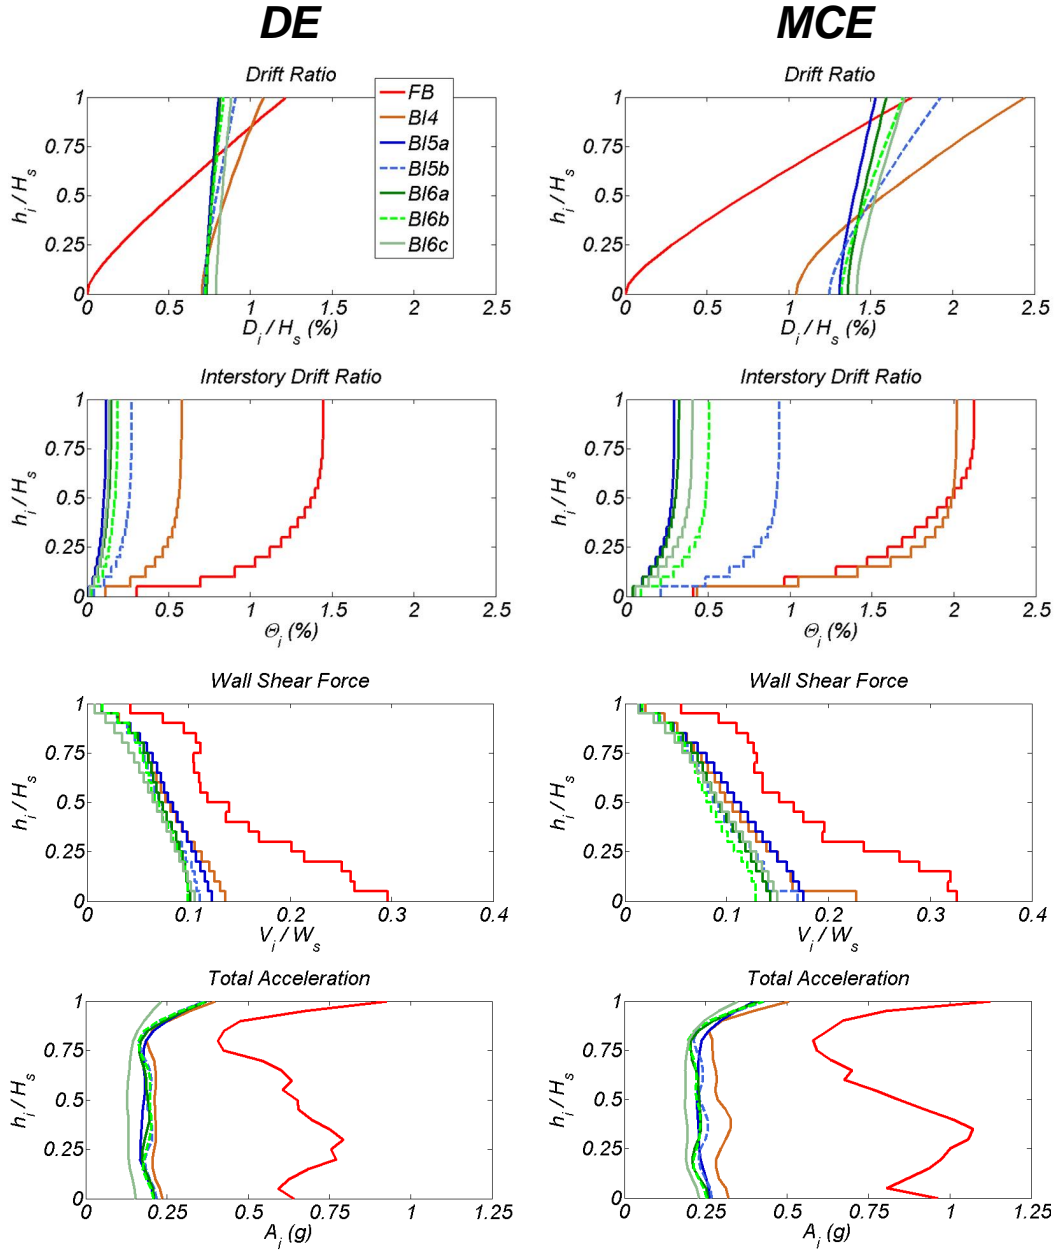 DE
MCE
Drift Ratio
Drift Ratio
FB
BI4
BI5a
BI5b
BI6a
BI6b
BI6c
h_i / H_s
1
0.75
0.5
0.25
0
0 0.5 1 1.5 2 2.5
D_i / H_s (%)
h_i / H_s
1
0.75
0.5
0.25
0
0 0.5 1 1.5 2 2.5
D_i / H_s (%)
Interstory Drift Ratio
Interstory Drift Ratio
h_i / H_s
1
0.75
0.5
0.25
0
0 0.5 1 1.5 2 2.5
Θ_i (%)
h_i / H_s
1
0.75
0.5
0.25
0
0 0.5 1 1.5 2 2.5
Θ_i (%)
Wall Shear Force
Wall Shear Force
h_i / H_s
1
0.75
0.5
0.25
0
0 0.1 0.2 0.3 0.4
V_i / W_s
h_i / H_s
1
0.75
0.5
0.25
0
0 0.1 0.2 0.3 0.4
V_i / W_s
Total Acceleration
Total Acceleration
h_i / H_s
1
0.75
0.5
0.25
0
0 0.25 0.5 0.75 1 1.25
A_i (g)
h_i / H_s
1
0.75
0.5
0.25
0
0 0.25 0.5 0.75 1 1.25
A_i (g)